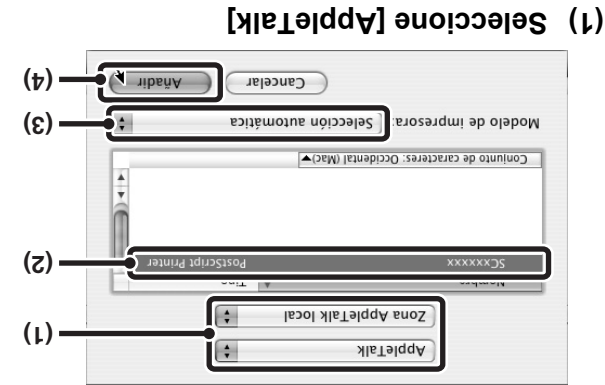 AppleTalk
Zona AppleTalk local
(1)
Nombre Tipo
SCxxxxxx PostScript Printer (2)
Conjunto de caracteres: Occidental (Mac)
Modelo de impresora: Selección automática (3)
Cancelar Añadir (4)
(1) Seleccione [AppleTalk]